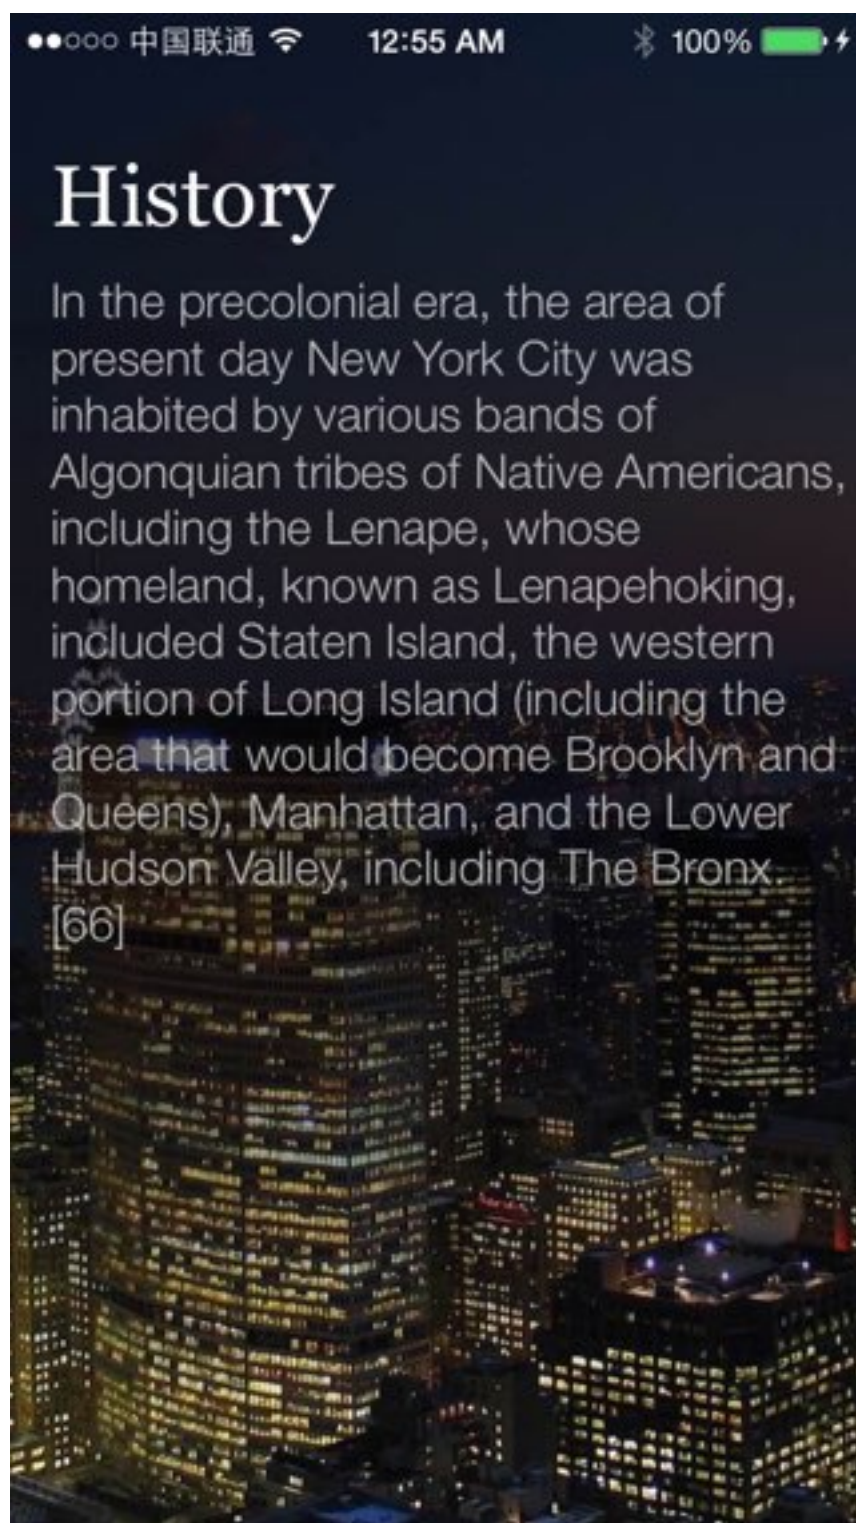 中国联通 12:55 AM 100%
History
In the precolonial era, the area of
present day New York City was
inhabited by various bands of
Algonquian tribes of Native Americans,
including the Lenape, whose
homeland, known as Lenapehoking,
included Staten Island, the western
portion of Long Island (including the
area that would become Brooklyn and
Queens), Manhattan, and the Lower
Hudson Valley, including The Bronx.
[66]